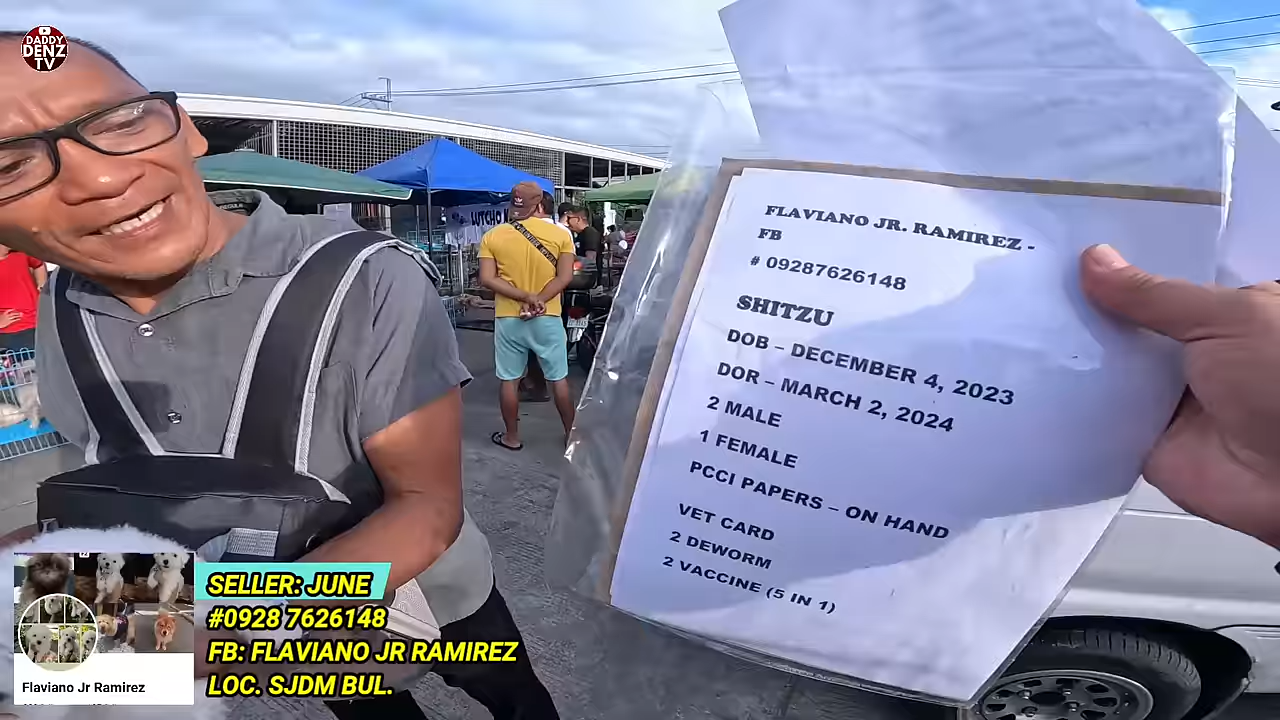 DADDY
DENZ
TV
FLAVIANO JR. RAMIREZ -
FB
# 09287626148
SHITZU
DOB – DECEMBER 4, 2023
DOR – MARCH 2, 2024
2 MALE
1 FEMALE
PCCI PAPERS – ON HAND
VET CARD
2 DEWORM
2 VACCINE (5 IN 1)
SELLER: JUNE
#0928 7626148
FB: FLAVIANO JR RAMIREZ
LOC. SJDM BUL.
Flaviano Jr Ramirez